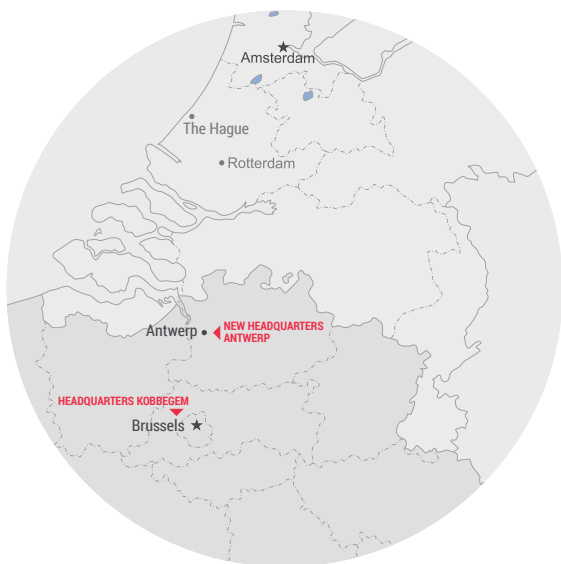 Amsterdam
The Hague
Rotterdam
Antwerp
NEW HEADQUARTERS
ANTWERP
HEADQUARTERS KOBBEGEM
Brussels